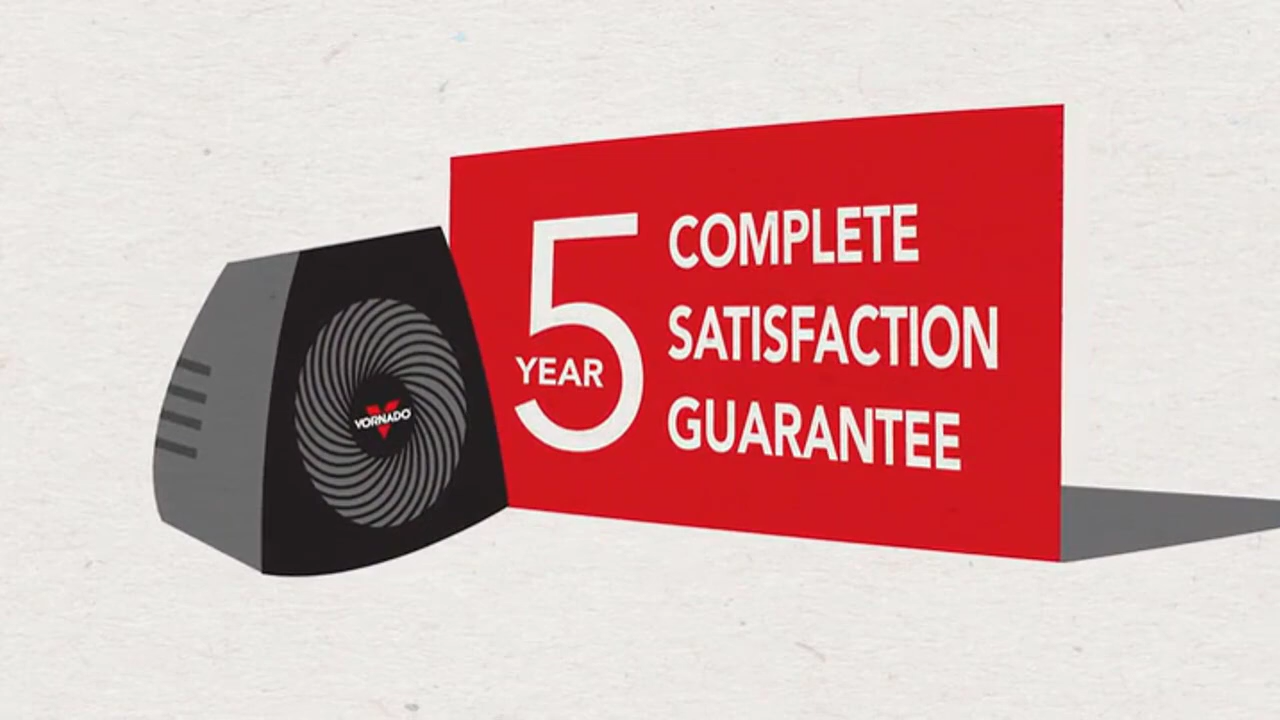 VORNADO
5
YEAR
COMPLETE
SATISFACTION
GUARANTEE